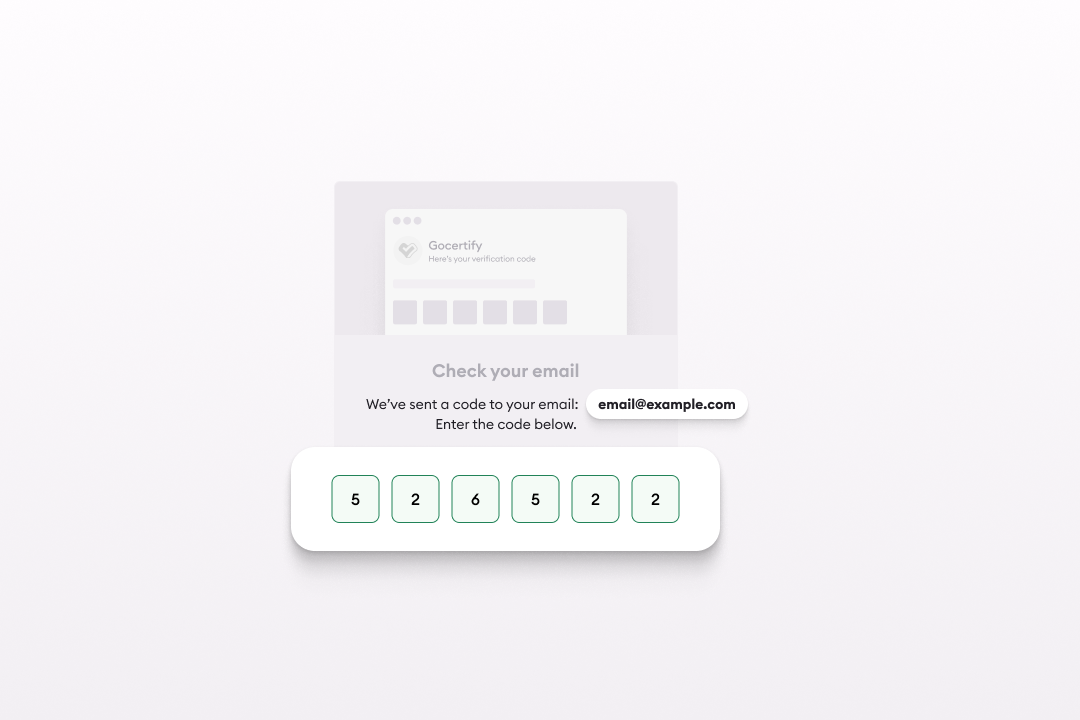 Gocertify
Here's your verification code
Check your email
We've sent a code to your email: email@example.com
Enter the code below.
5 2 6 5 2 2